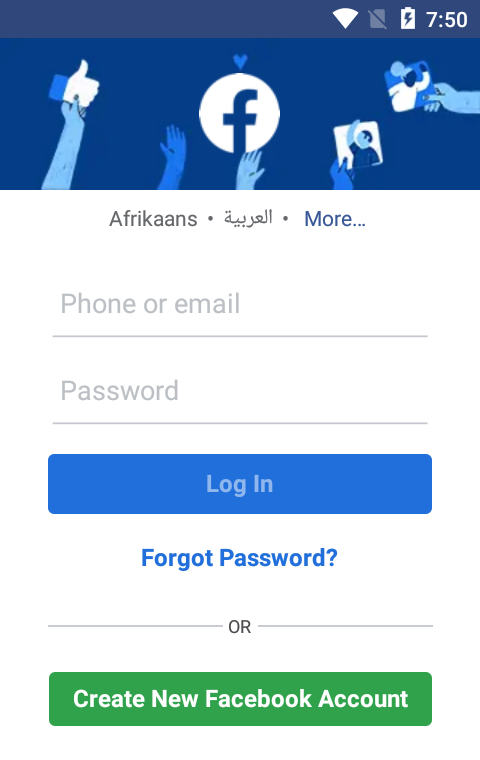 7:50
Afrikaans • العربية • More...
Phone or email
Password
Log In
Forgot Password?
OR
Create New Facebook Account